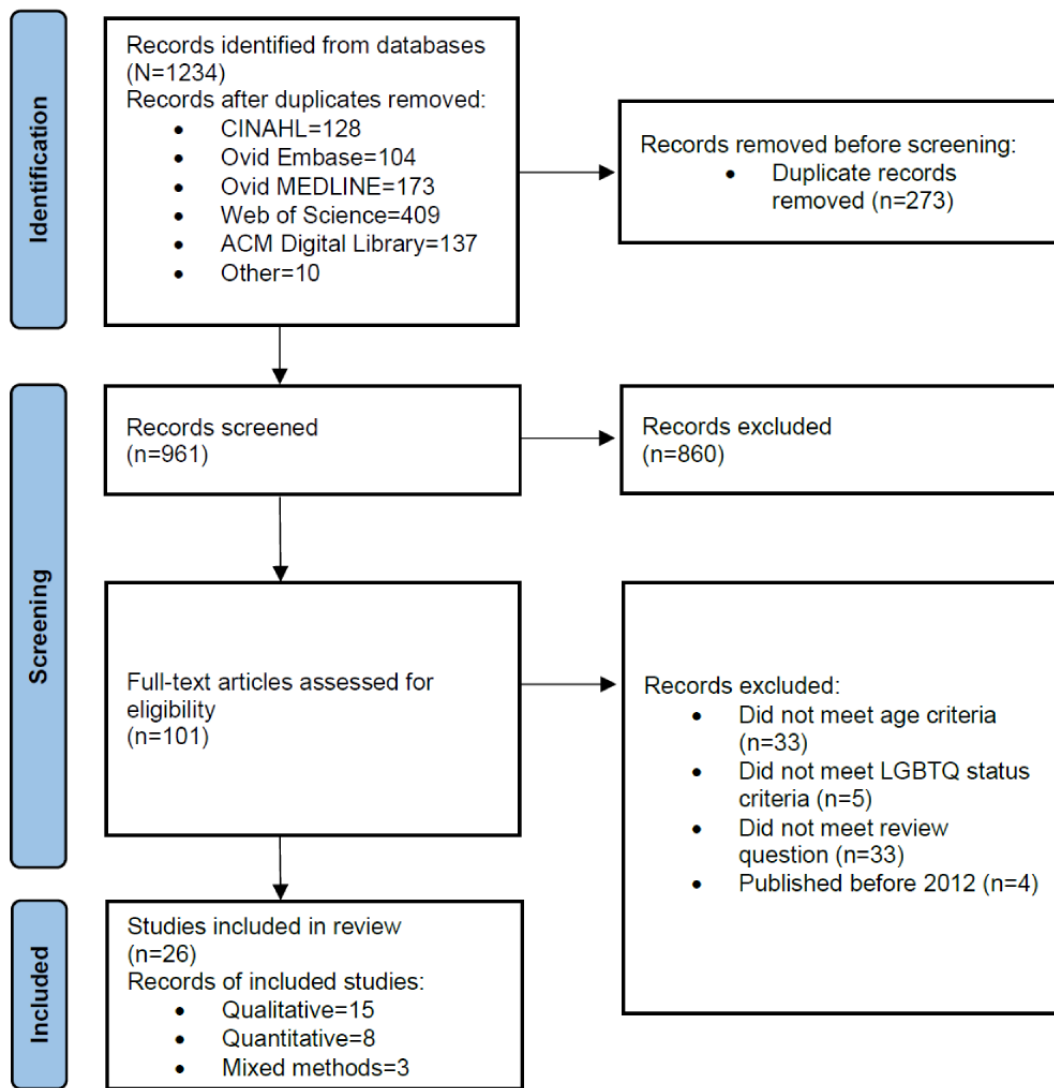 Identification
Records identified from databases
(N=1234)
Records after duplicates removed:
• CINAHL=128
• Ovid Embase=104
• Ovid MEDLINE=173
• Web of Science=409
• ACM Digital Library=137
• Other=10
Records removed before screening:
• Duplicate records
removed (n=273)
Screening
Records screened
(n=961)
Records excluded
(n=860)
Full-text articles assessed for
eligibility
(n=101)
Records excluded:
• Did not meet age criteria
(n=33)
• Did not meet LGBTQ status
criteria (n=5)
• Did not meet review
question (n=33)
• Published before 2012 (n=4)
Included
Studies included in review
(n=26)
Records of included studies:
• Qualitative=15
• Quantitative=8
• Mixed methods=3